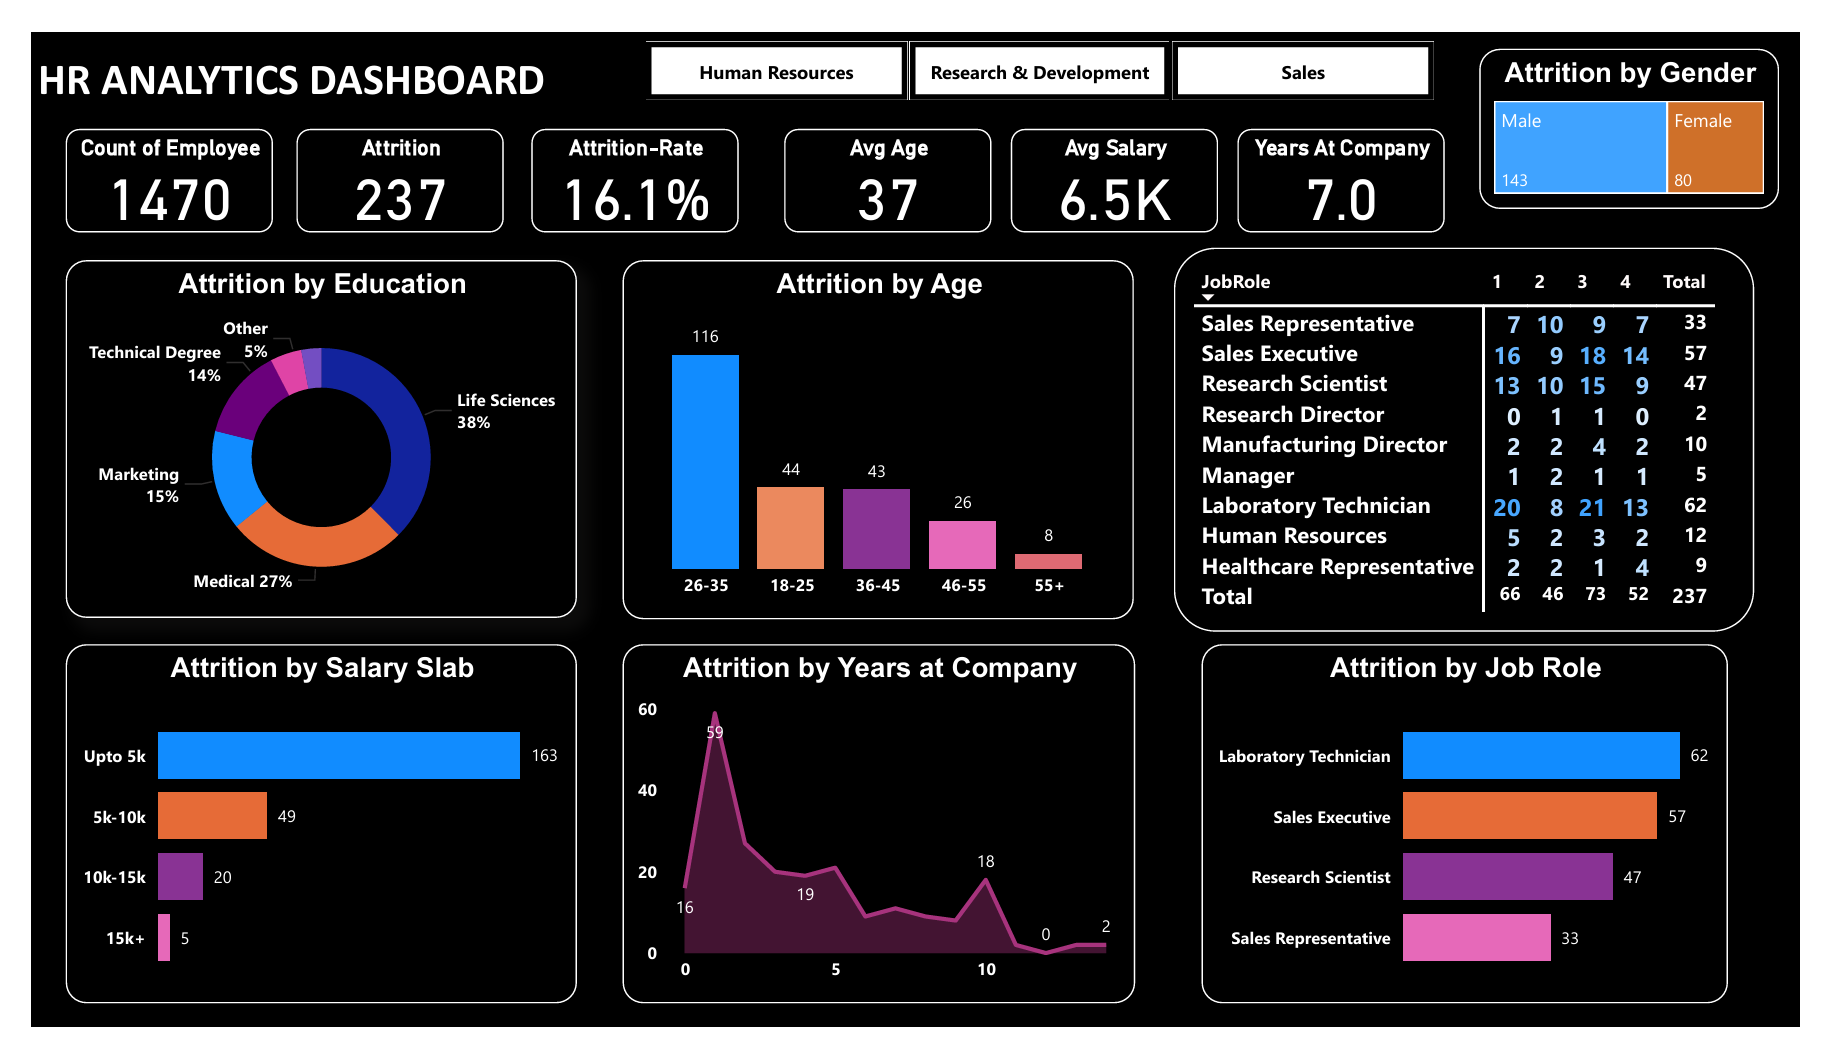 HR ANALYTICS DASHBOARD
Human Resources
Research & Development
Sales
Attrition by Gender
Male
Female
143
80
Count of Employee
1470
Attrition
237
Attrition-Rate
16.1%
Avg Age
37
Avg Salary
6.5K
Years At Company
7.0
Attrition by Education
Other
5%
Technical Degree
14%
Life Sciences
38%
Marketing
15%
Medical 27%
Attrition by Age
116
44
43
26
8
26-35 18-25 36-45 46-55 55+
JobRole 1 2 3 4 Total
Sales Representative 7 10 9 7 33
Sales Executive 16 9 18 14 57
Research Scientist 13 10 15 9 47
Research Director 0 1 1 0 2
Manufacturing Director 2 2 4 2 10
Manager 1 2 1 1 5
Laboratory Technician 20 8 21 13 62
Human Resources 5 2 3 2 12
Healthcare Representative 2 2 1 4 9
Total 66 46 73 52 237
Attrition by Salary Slab
Upto 5k 163
5k-10k 49
10k-15k 20
15k+ 5
Attrition by Years at Company
60
59
40
20
18
19
16
0
2
0
0 5 10
Attrition by Job Role
Laboratory Technician 62
Sales Executive 57
Research Scientist 47
Sales Representative 33